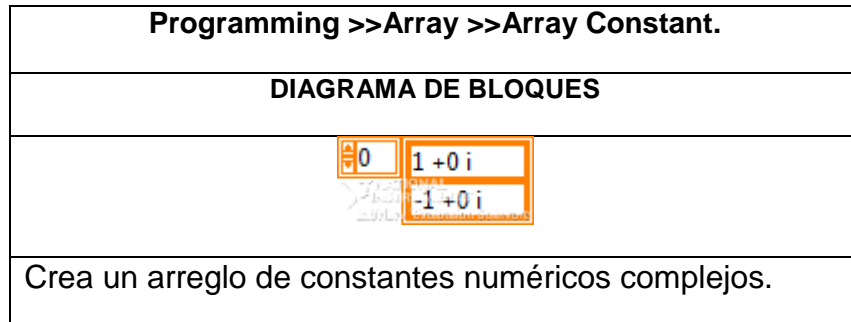 Programming >>Array >>Array Constant.
DIAGRAMA DE BLOQUES
0
1 +0 i
-1 +0 i
Crea un arreglo de constantes numéricos complejos.